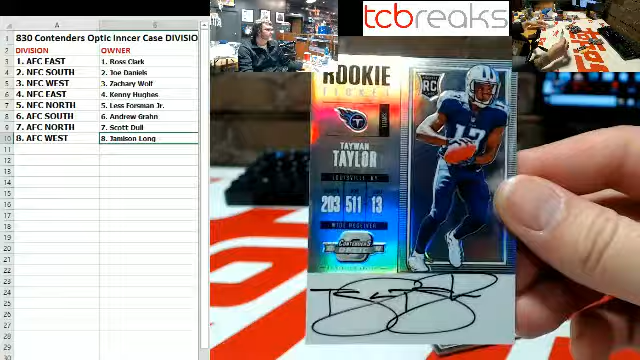 830 Contenders Optic Inncer Case DIVISIO
DIVISION OWNER
1. AFC EAST 1. Ross Clark
2. NFC SOUTH 2. Joe Daniels
3. NFC WEST 3. Zachary Wolf
4. NFC EAST 4. Kenny Hughes
5. NFC NORTH 5. Less Forsman Jr.
6. AFC SOUTH 6. Andrew Grahn
7. AFC NORTH 7. Scott Dull
8. AFC WEST 8. Jamison Long
tcbreaks
ROOKIE
TICKET
RC
TITANS
TAYWAN
TAYLOR
LOUISVILLE, KY
203 511 13
WIDE RECEIVER
CONTENDERS
OPTIC